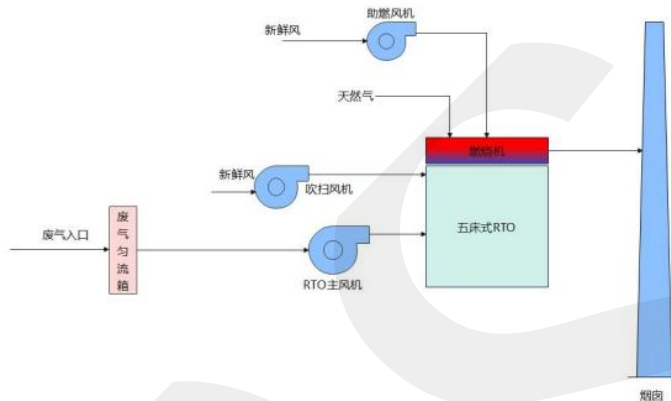 助燃风机
新鲜风
天然气
燃烧机
新鲜风
吹扫风机
五床式RTO
废气入口
废气匀流箱
RTO主风机
烟囱